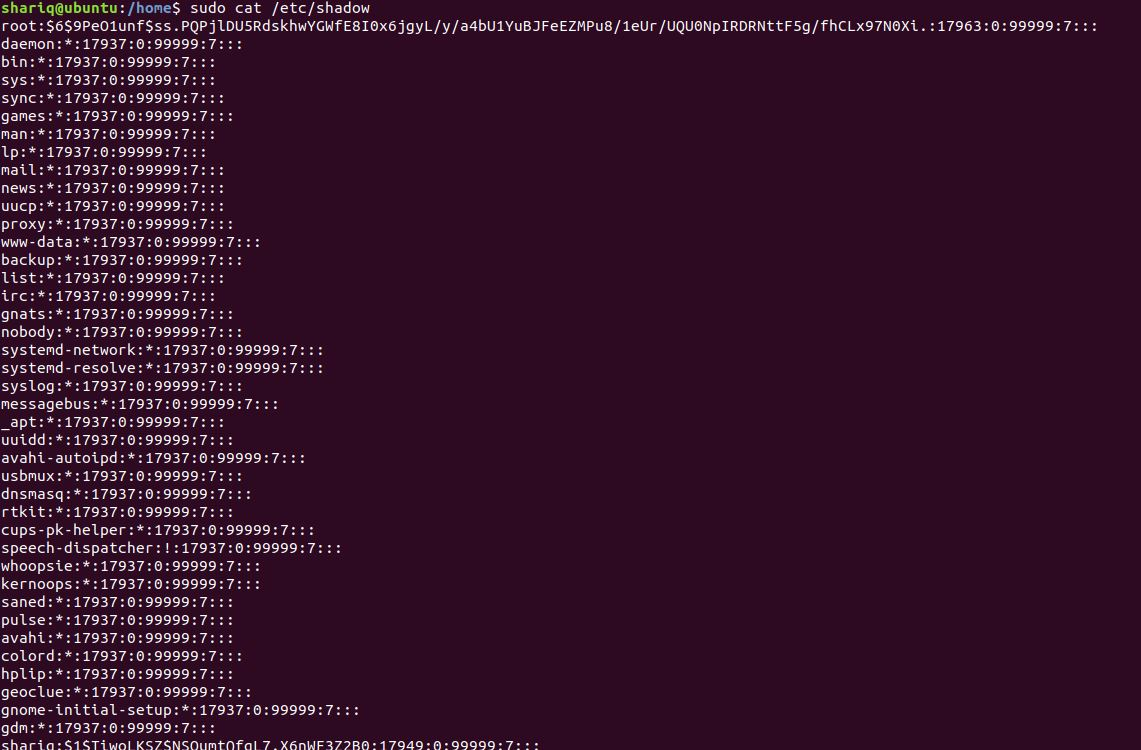 shariq@ubuntu:/home$ sudo cat /etc/shadow
root:$6$9PeO1unf$ss.PQPjlDU5RdskhwYGWfE8I0x6jgyL/y/a4bU1YuBJFeEZMPu8/1eUr/UQU0NpIRDRNttF5g/fhCLx97N0Xi.:17963:0:99999:7:::
daemon:*:17937:0:99999:7:::
bin:*:17937:0:99999:7:::
sys:*:17937:0:99999:7:::
sync:*:17937:0:99999:7:::
games:*:17937:0:99999:7:::
man:*:17937:0:99999:7:::
lp:*:17937:0:99999:7:::
mail:*:17937:0:99999:7:::
news:*:17937:0:99999:7:::
uucp:*:17937:0:99999:7:::
proxy:*:17937:0:99999:7:::
www-data:*:17937:0:99999:7:::
backup:*:17937:0:99999:7:::
list:*:17937:0:99999:7:::
irc:*:17937:0:99999:7:::
gnats:*:17937:0:99999:7:::
nobody:*:17937:0:99999:7:::
systemd-network:*:17937:0:99999:7:::
systemd-resolve:*:17937:0:99999:7:::
syslog:*:17937:0:99999:7:::
messagebus:*:17937:0:99999:7:::
_apt:*:17937:0:99999:7:::
uuidd:*:17937:0:99999:7:::
avahi-autoipd:*:17937:0:99999:7:::
usbmux:*:17937:0:99999:7:::
dnsmasq:*:17937:0:99999:7:::
rtkit:*:17937:0:99999:7:::
cups-pk-helper:*:17937:0:99999:7:::
speech-dispatcher:!:17937:0:99999:7:::
whoopsie:*:17937:0:99999:7:::
kernoops:*:17937:0:99999:7:::
saned:*:17937:0:99999:7:::
pulse:*:17937:0:99999:7:::
avahi:*:17937:0:99999:7:::
colord:*:17937:0:99999:7:::
hplip:*:17937:0:99999:7:::
geoclue:*:17937:0:99999:7:::
gnome-initial-setup:*:17937:0:99999:7:::
gdm:*:17937:0:99999:7:::